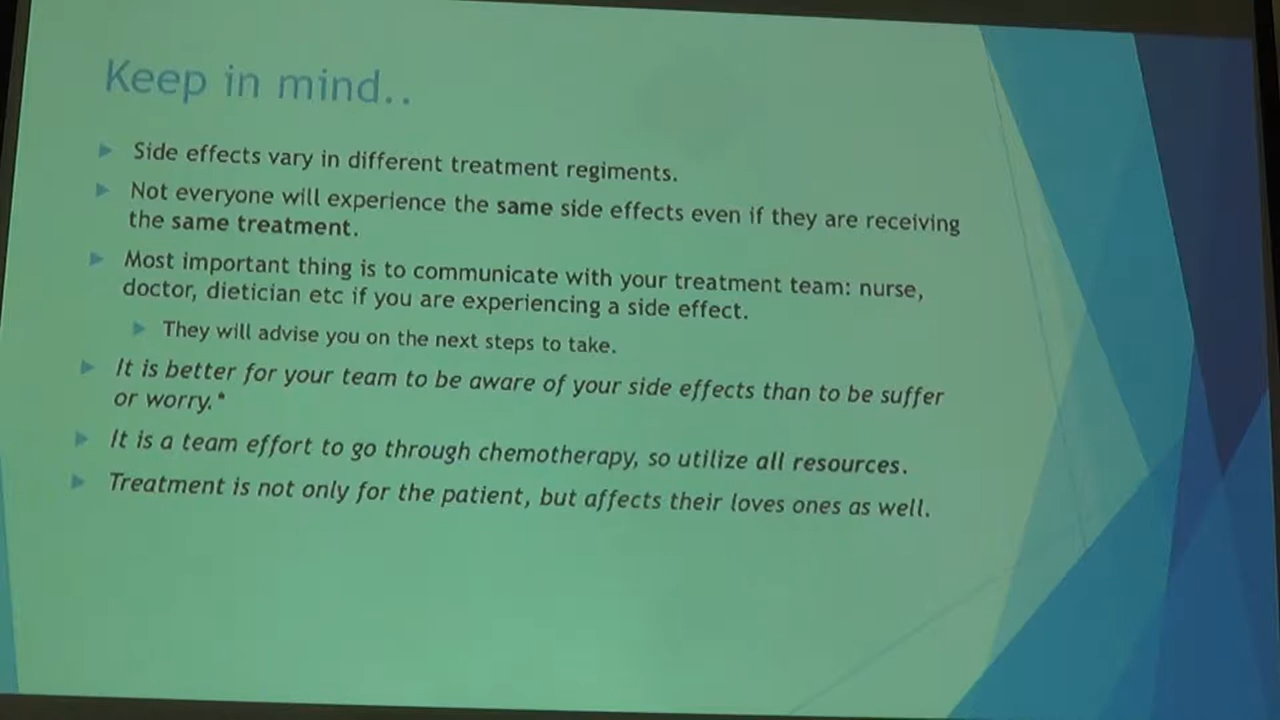 Keep in mind..
Side effects vary in different treatment regiments.
Not everyone will experience the same side effects even if they are receiving
the same treatment.
Most important thing is to communicate with your treatment team: nurse,
doctor, dietician etc if you are experiencing a side effect.
They will advise you on the next steps to take.
It is better for your team to be aware of your side effects than to be suffer
or worry.*
It is a team effort to go through chemotherapy, so utilize all resources.
Treatment is not only for the patient, but affects their loves ones as well.